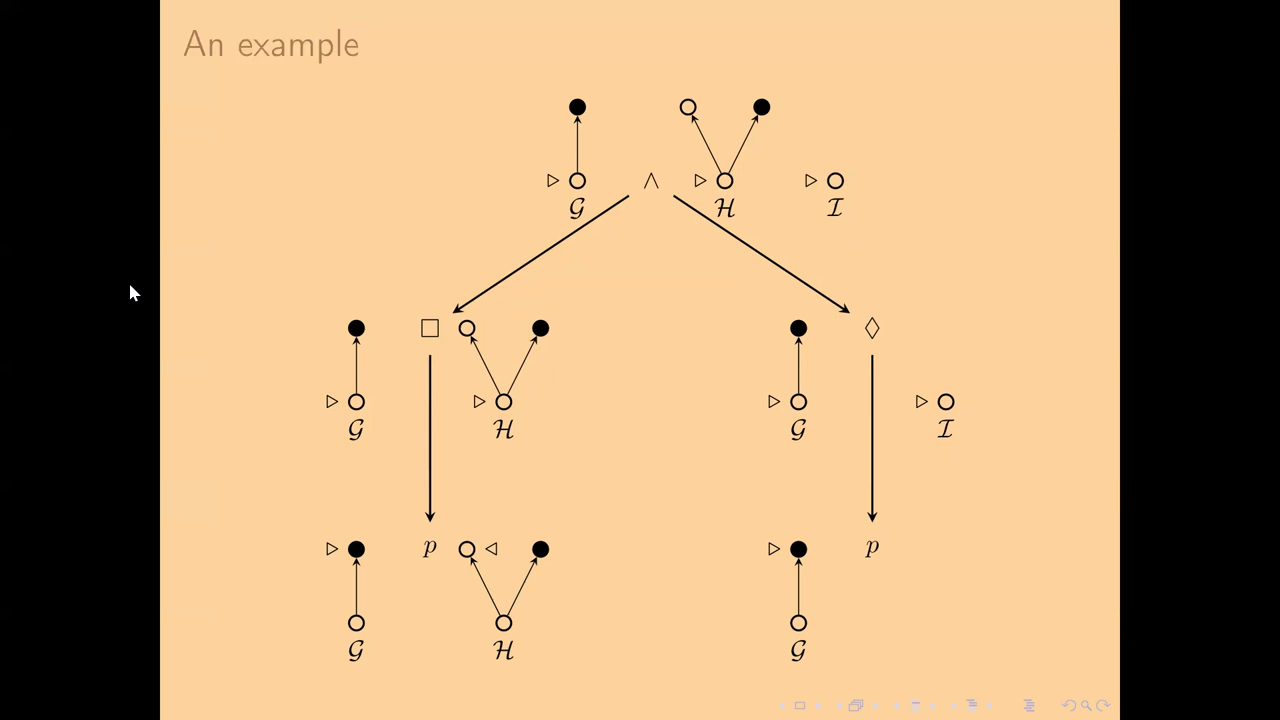 An example
∧
𝒢 ℋ ℐ
□ ◇
𝒢 ℋ 𝒢 ℐ
p p
𝒢 ℋ 𝒢